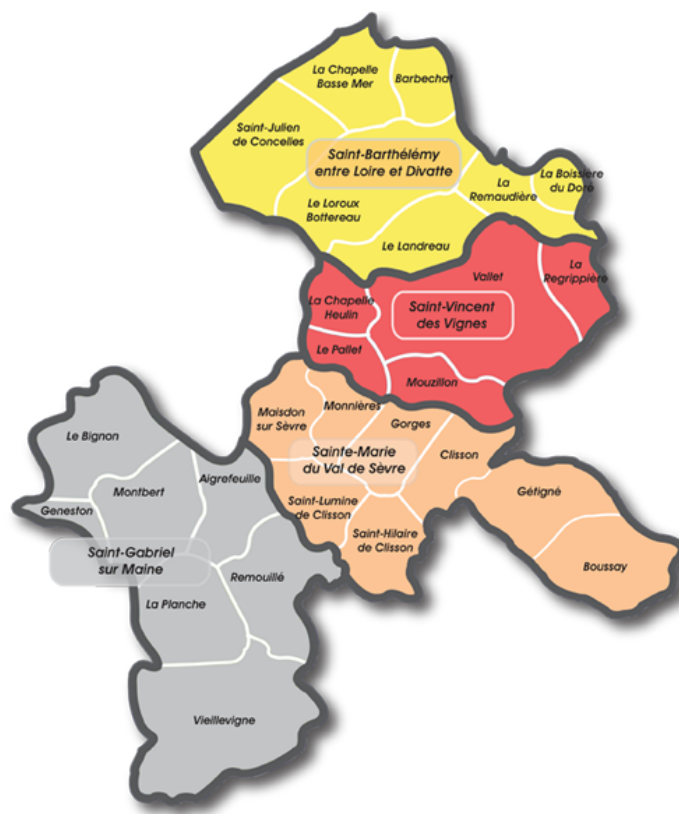 La Chapelle
Basse Mer
Barbechat
Saint-Julien
de Concelles
Saint-Barthélémy
entre Loire et Divatte
La Boissière
du Doré
La
Remaudière
Le Loroux
Bottereau
Le Landreau
Vallet
La
Regrippière
La Chapelle
Heulin
Saint-Vincent
des Vignes
Le Pallet
Mouzillon
Monnières
Maisdon
sur Sèvre
Gorges
Sainte-Marie
du Val de Sèvre
Clisson
Le Bignon
Aigrefeuille
Montbert
Geneston
Saint-Lumine
de Clisson
Gétigné
Saint-Hilaire
de Clisson
Saint-Gabriel
sur Maine
Boussay
Remouillé
La Planche
Vieillevigne